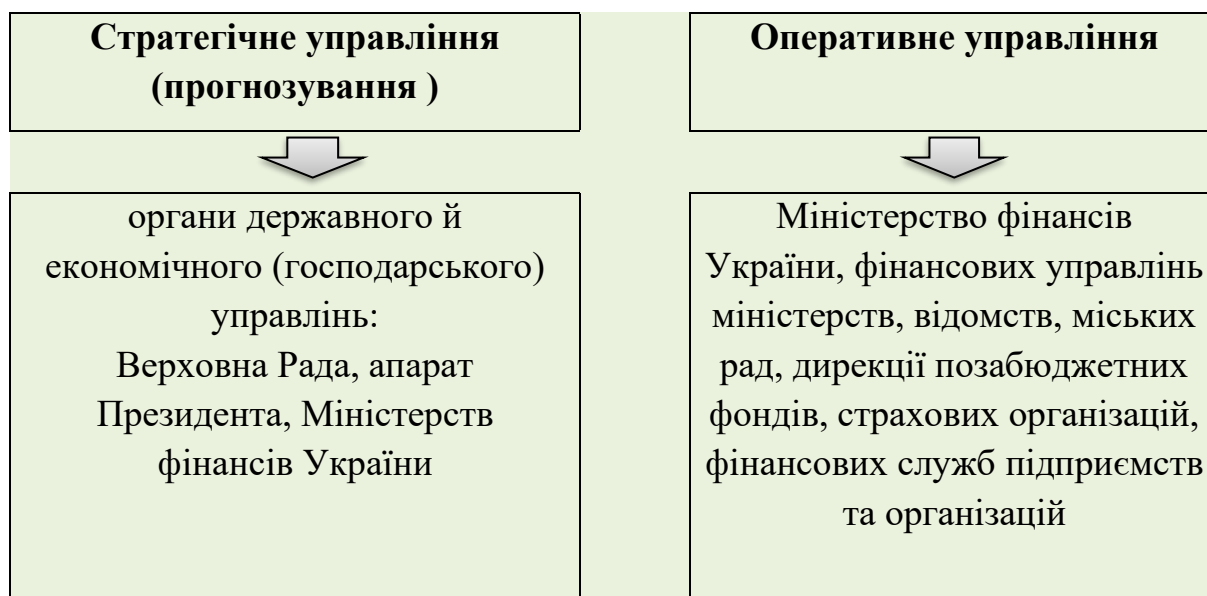 Стратегічне управління
(прогнозування )
Оперативне управління
органи державного й
економічного (господарського)
управлінь:
Верховна Рада, апарат
Президента, Міністерств
фінансів України
Міністерство фінансів
України, фінансових управлінь
міністерств, відомств, міських
рад, дирекції позабюджетних
фондів, страхових організацій,
фінансових служб підприємств
та організацій